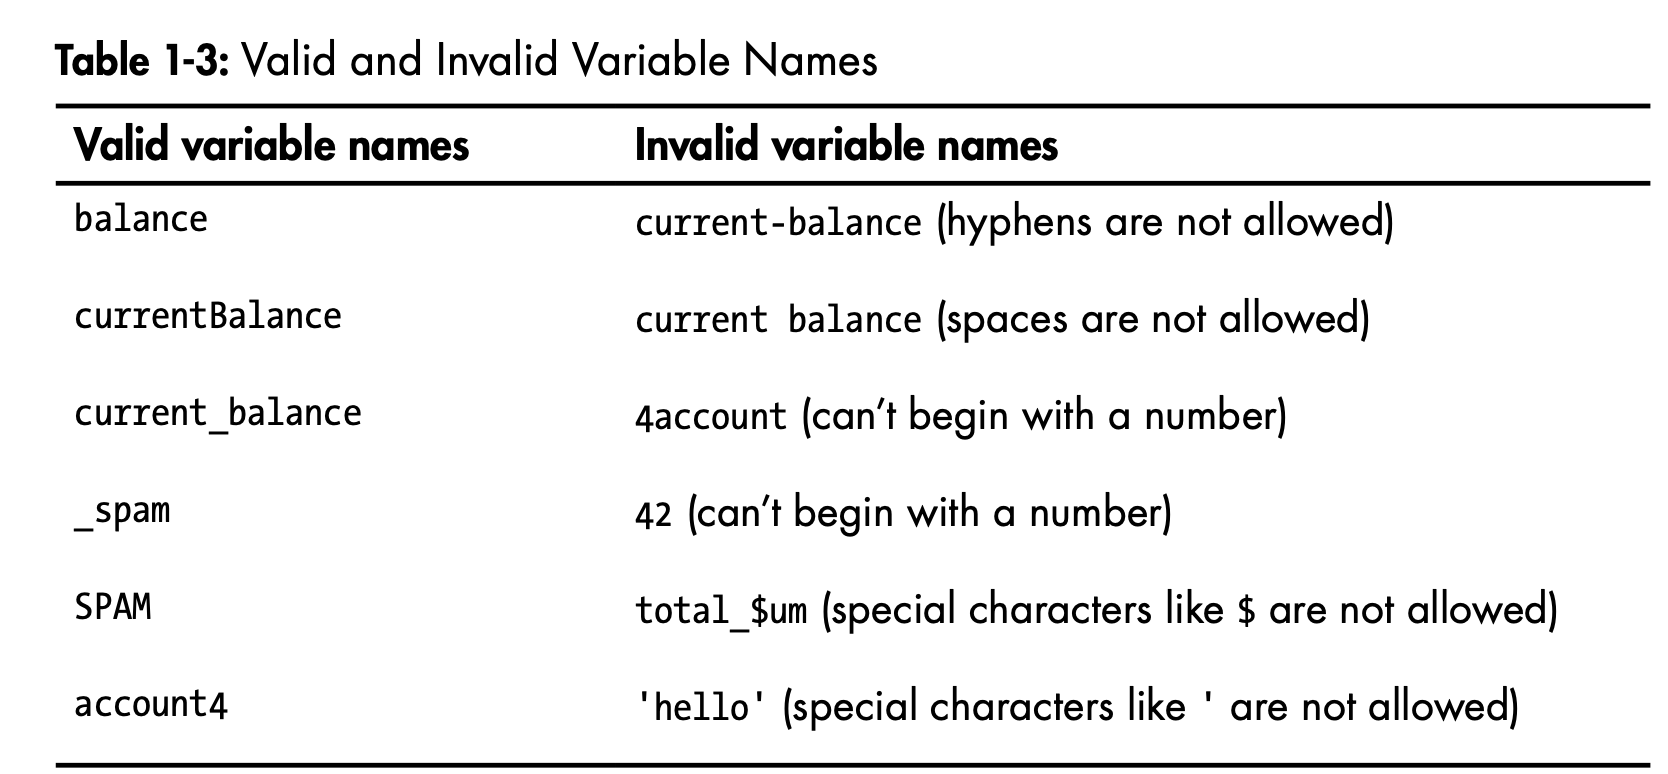 Table 1-3: Valid and Invalid Variable Names
Valid variable names Invalid variable names
balance current-balance (hyphens are not allowed)
currentBalance current balance (spaces are not allowed)
current_balance 4account (can’t begin with a number)
_spam 42 (can’t begin with a number)
SPAM total_$um (special characters like $ are not allowed)
account4 'hello' (special characters like ' are not allowed)